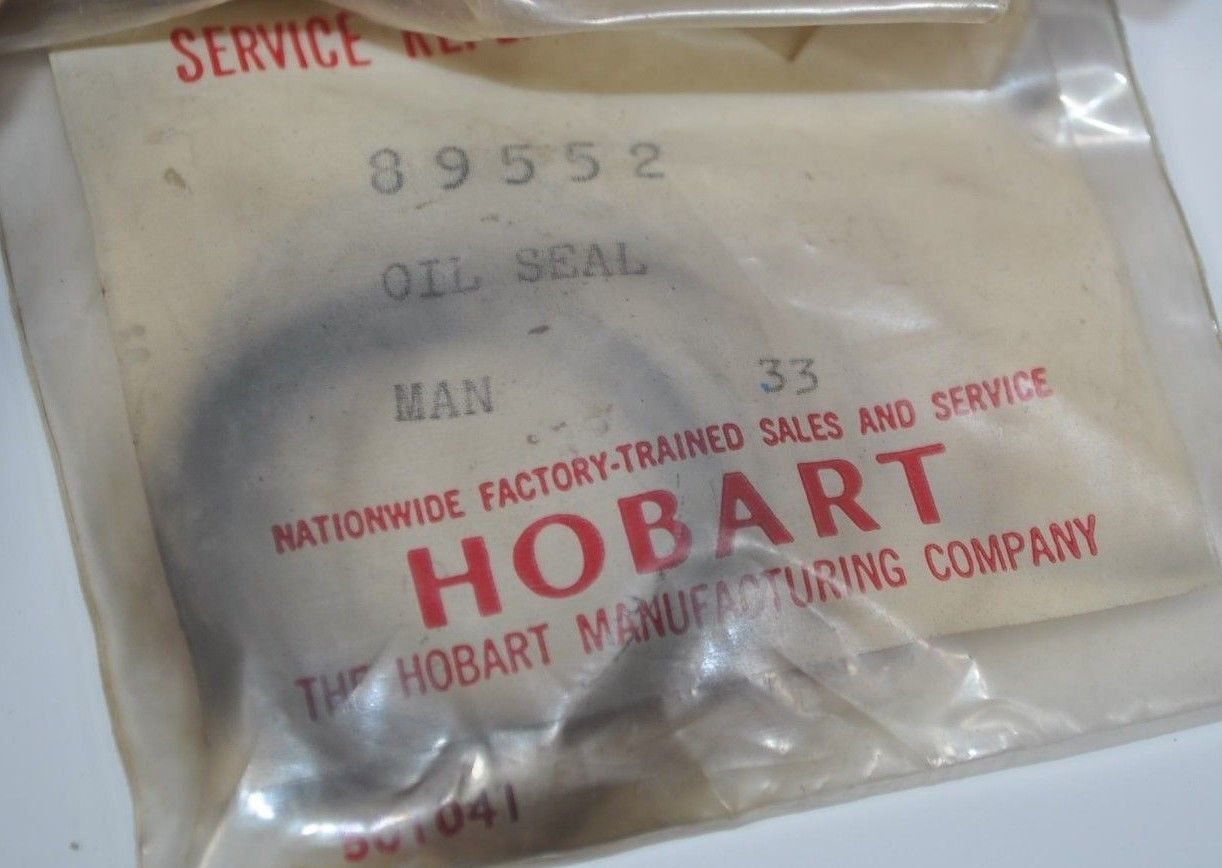 SERVICE
89552
OIL SEAL
MAN 33
NATIONWIDE FACTORY-TRAINED SALES AND SERVICE
HOBART
THE HOBART MANUFACTURING COMPANY